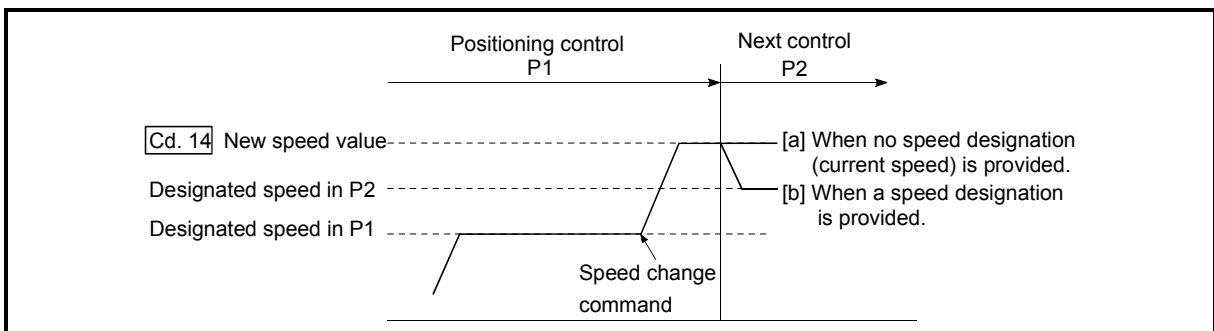 Positioning control
P1
Next control
P2
Cd. 14 New speed value
[a] When no speed designation
(current speed) is provided.
Designated speed in P2
[b] When a speed designation
is provided.
Designated speed in P1
Speed change
command